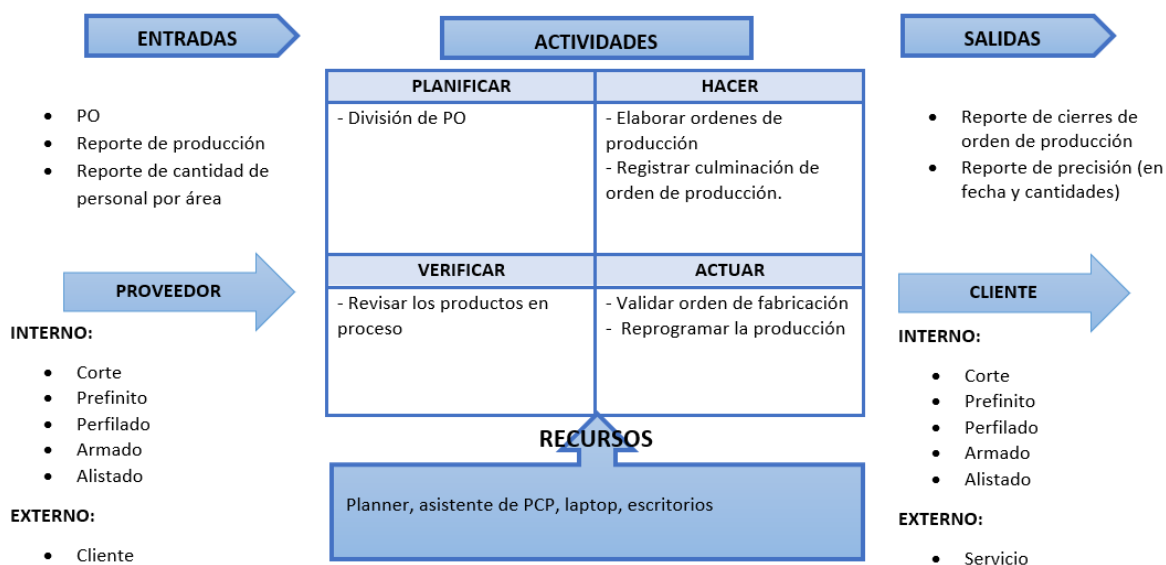 ENTRADAS
• PO
• Reporte de producción
• Reporte de cantidad de
personal por área
PROVEEDOR
INTERNO:
• Corte
• Prefinito
• Perfilado
• Armado
• Alistado
EXTERNO:
• Cliente
ACTIVIDADES
PLANIFICAR
- División de PO
HACER
- Elaborar ordenes de
producción
- Registrar culminación de
orden de producción.
VERIFICAR
- Revisar los productos en
proceso
ACTUAR
- Validar orden de fabricación
- Reprogramar la producción
RECURSOS
Planner, asistente de PCP, laptop, escritorios
SALIDAS
• Reporte de cierres de
orden de producción
• Reporte de precisión (en
fecha y cantidades)
CLIENTE
INTERNO:
• Corte
• Prefinito
• Perfilado
• Armado
• Alistado
EXTERNO:
• Servicio